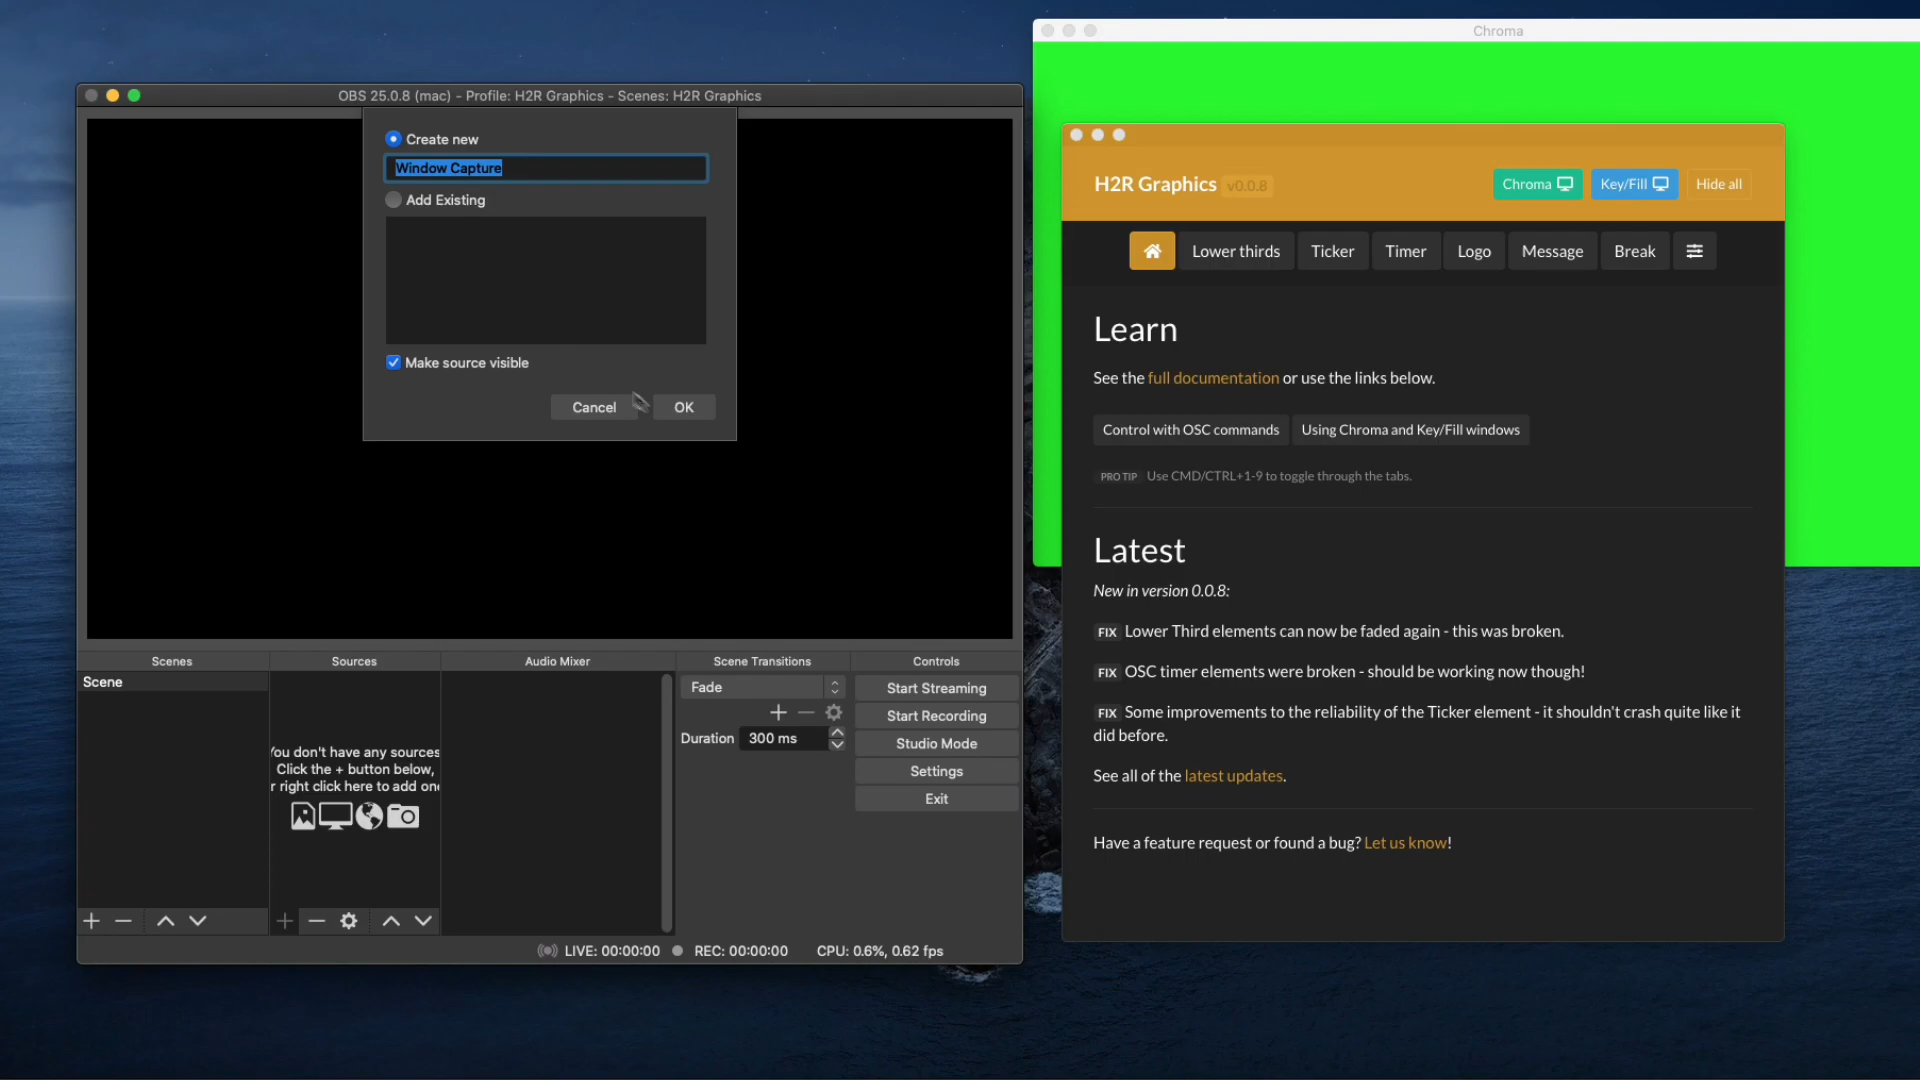 Chroma
OBS 25.0.8 (mac) - Profile: H2R Graphics - Scenes: H2R Graphics
Create new
Window Capture
Add Existing
Make source visible
Cancel
OK
H2R Graphics v0.0.8
Chroma
Key/Fill
Hide all
Lower thirds
Ticker
Timer
Logo
Message
Break
Learn
See the full documentation or use the links below.
Control with OSC commands
Using Chroma and Key/Fill windows
PRO TIP Use CMD/CTRL+1-9 to toggle through the tabs.
Latest
New in version 0.0.8:
FIX Lower Third elements can now be faded again - this was broken.
FIX OSC timer elements were broken - should be working now though!
FIX Some improvements to the reliability of the Ticker element - it shouldn't crash quite like it
did before.
See all of the latest updates.
Have a feature request or found a bug? Let us know!
Scenes
Sources
Audio Mixer
Scene Transitions
Controls
Scene
You don't have any sources
Click the + button below,
r right click here to add one
Fade
Duration 300 ms
Start Streaming
Start Recording
Studio Mode
Settings
Exit
LIVE: 00:00:00
REC: 00:00:00
CPU: 0.6%, 0.62 fps